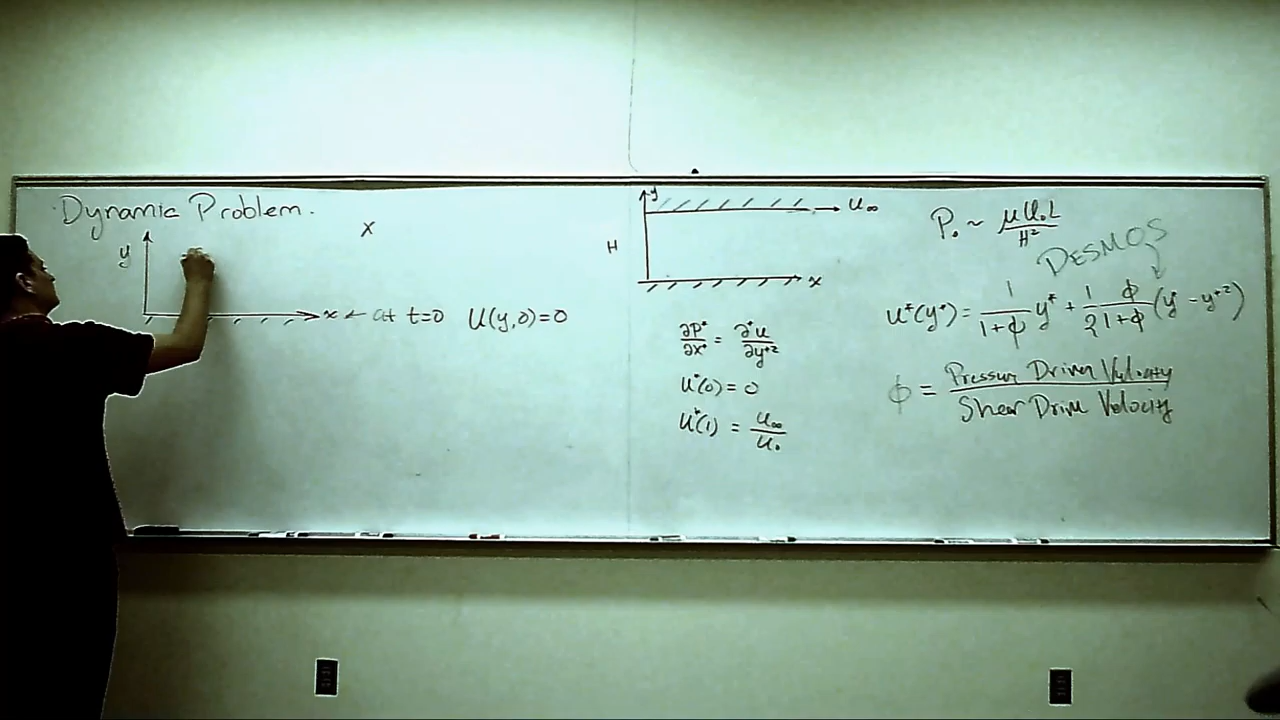 Dynamic Problem.
x
y
x ← at t=0 U(y,0)=0
y
U∞
H
x
∂P*/∂x* = ∂²u/∂y*²
u*(0) = 0
u*(1) = U∞/U₀
P₀ ~ μU₀L/H²
DESMOS
u*(y*) = 1/(1+ϕ) y* + 1/2 ϕ/(1+ϕ) (y* - y*²)
ϕ = Pressure Driven Velocity/Shear Drive Velocity